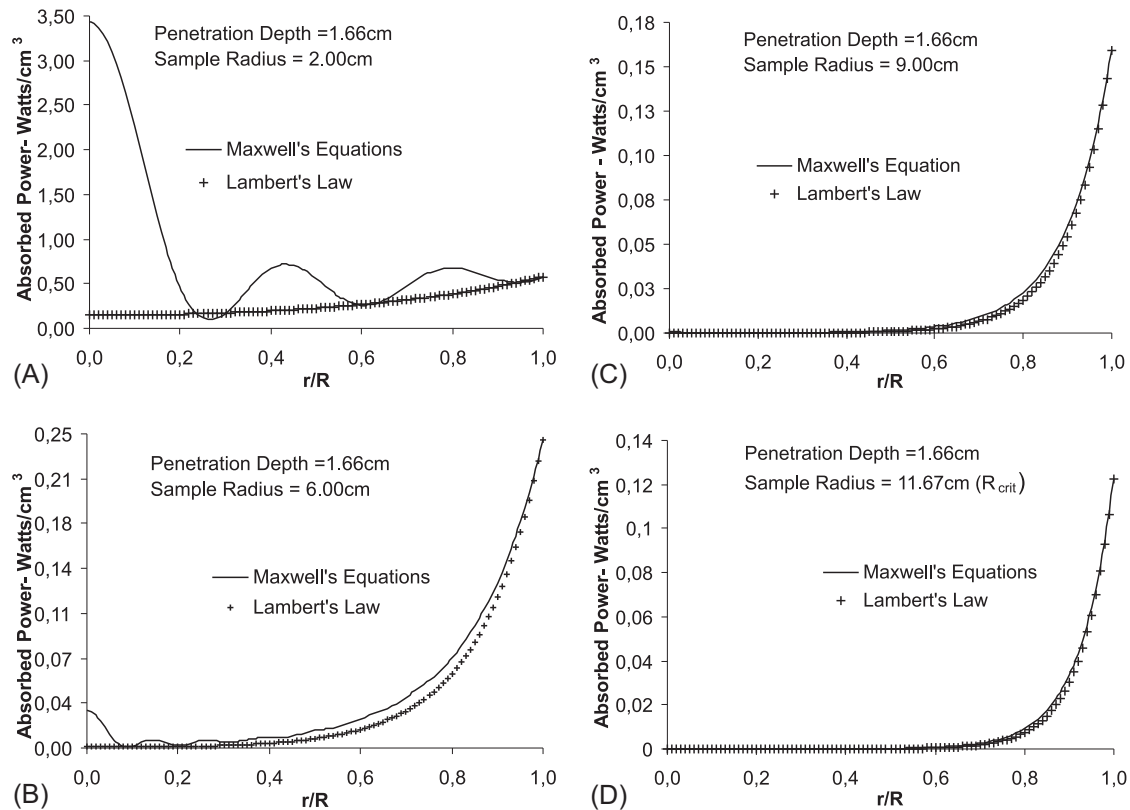 Absorbed Power- Watts/cm 3
3,50
3,00
2,50
2,00
1,50
1,00
0,50
0,00
Penetration Depth =1.66cm
Sample Radius = 2.00cm
Maxwell's Equations
Lambert's Law
0,0 0,2 0,4 0,6 0,8 1,0
r/R
(A)
Absorbed Power - Watts/cm 3
0,18
0,15
0,13
0,10
0,08
0,05
0,03
0,00
Penetration Depth =1.66cm
Sample Radius = 9.00cm
Maxwell's Equation
Lambert's Law
0,0 0,2 0,4 0,6 0,8 1,0
r/R
(C)
Absorbed Power- Watts/cm 3
0,25
0,21
0,18
0,14
0,11
0,07
0,04
0,00
Penetration Depth =1.66cm
Sample Radius = 6.00cm
Maxwell's Equations
Lambert's Law
0,0 0,2 0,4 0,6 0,8 1,0
r/R
(B)
Absorbed Power- Watts/cm 3
0,14
0,12
0,1
0,08
0,06
0,04
0,02
0
Penetration Depth =1.66cm
Sample Radius = 11.67cm (R crit)
Maxwell's Equations
Lambert's Law
0,0 0,2 0,4 0,6 0,8 1,0
r/R
(D)